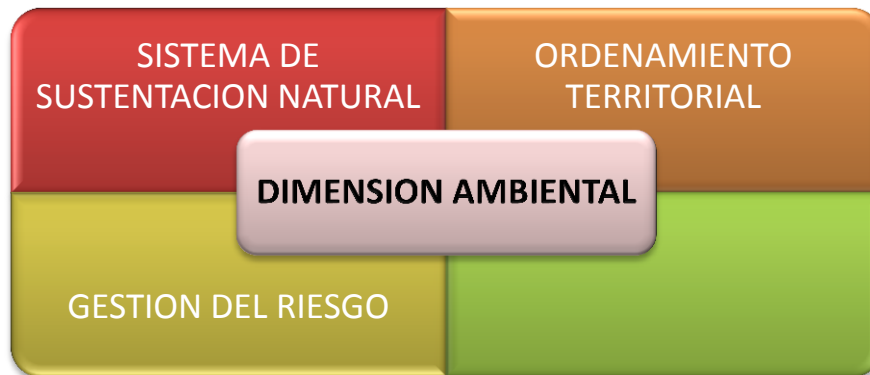 SISTEMA DE
SUSTENTACION NATURAL
ORDENAMIENTO
TERRITORIAL
DIMENSION AMBIENTAL
GESTION DEL RIESGO